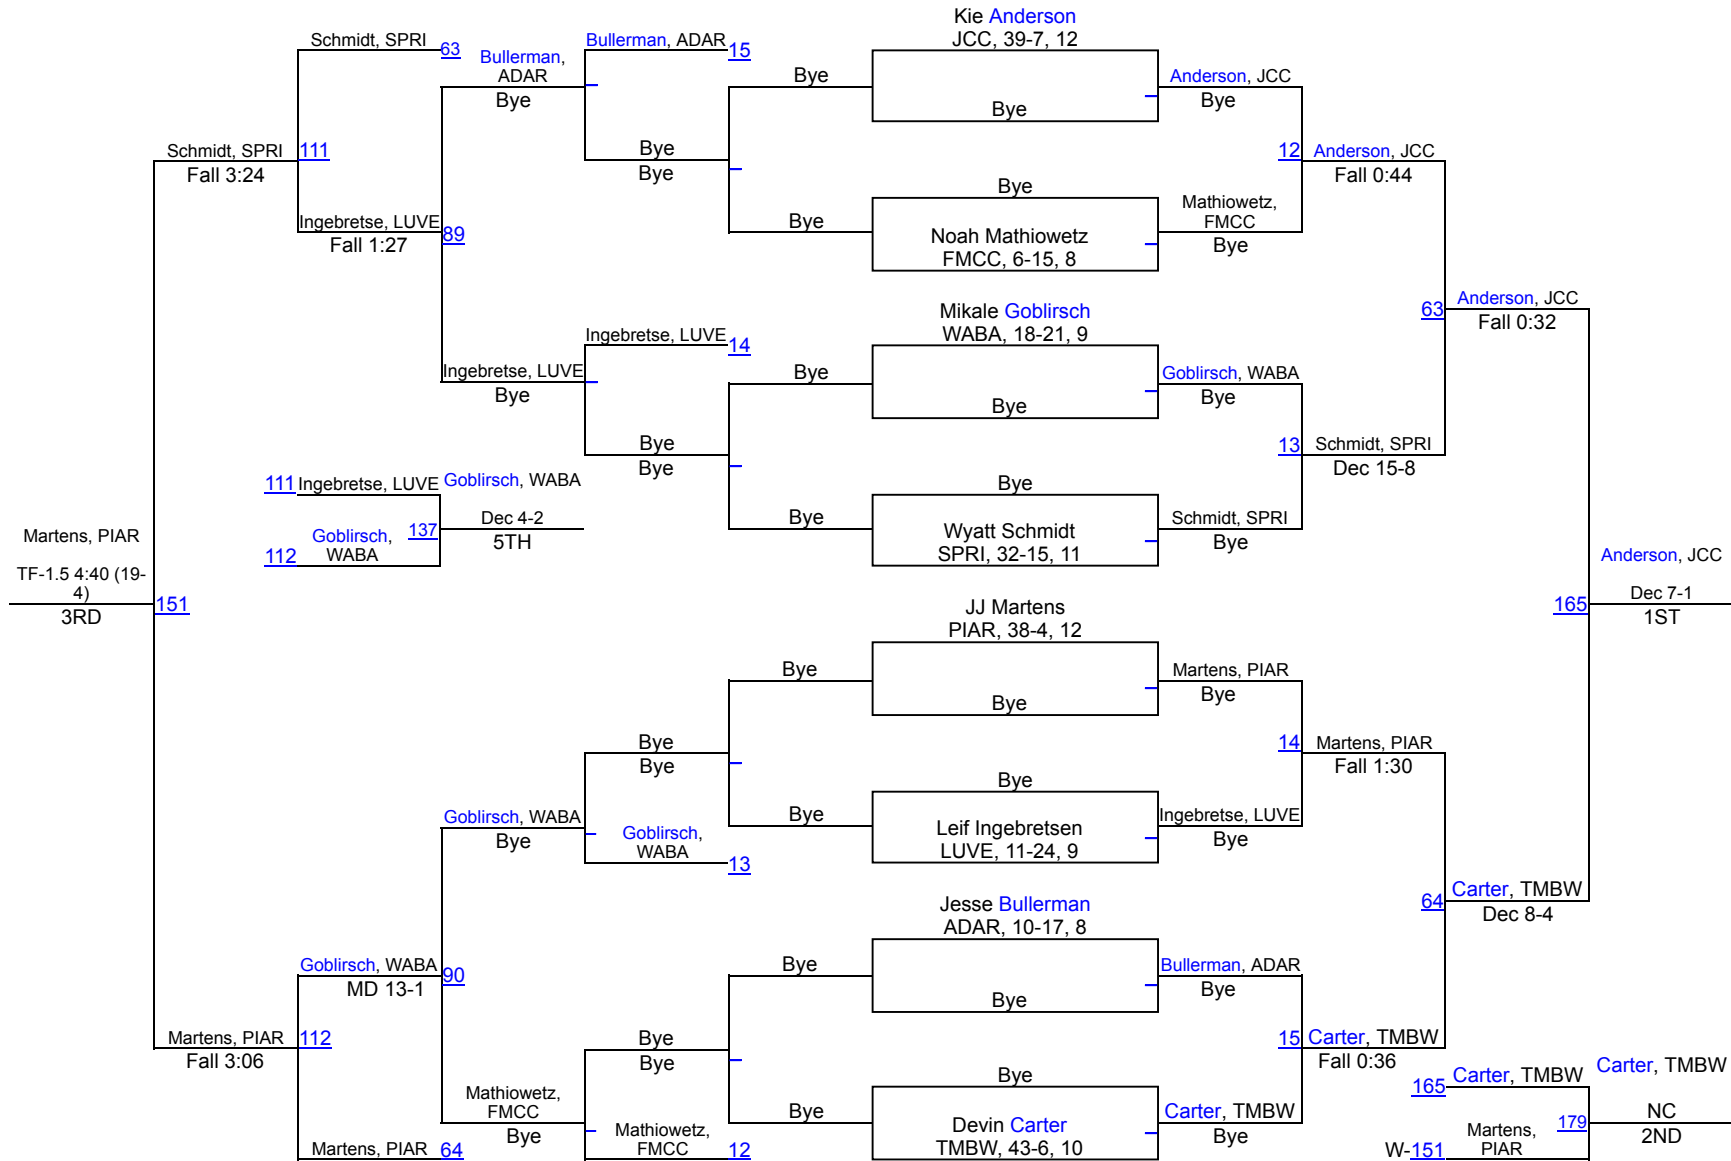 Kie Anderson
JCC, 39-7, 12
Schmidt, SPRI
63
Bullerman,
ADAR
Bye
Bullerman, ADAR
15
Bye
Bye
Anderson, JCC
Bye
Schmidt, SPRI
111
Fall 3:24
Bye
Bye
Bye
12
Anderson, JCC
Fall 0:44
Ingebretse, LUVE
Fall 1:27
89
Bye
Noah Mathiowetz
FMCC, 6-15, 8
Mathiowetz,
FMCC
Bye
Mikale Goblirsch
WABA, 18-21, 9
63
Anderson, JCC
Fall 0:32
Ingebretse, LUVE
14
Ingebretse, LUVE
Bye
Bye
Bye
Goblirsch, WABA
Bye
Bye
Bye
13
Schmidt, SPRI
Dec 15-8
111
Ingebretse, LUVE
Goblirsch, WABA
Bye
Goblirsch,
WABA
112
137
Dec 4-2
5TH
Bye
Wyatt Schmidt
SPRI, 32-15, 11
Schmidt, SPRI
Bye
Martens, PIAR
TF-1.5 4:40 (19-
4)
3RD
151
Anderson, JCC
165
Dec 7-1
1ST
JJ Martens
PIAR, 38-4, 12
Bye
Bye
Martens, PIAR
Bye
Bye
Bye
Bye
14
Martens, PIAR
Fall 1:30
Goblirsch, WABA
Bye
Goblirsch,
WABA
13
Bye
Leif Ingebretsen
LUVE, 11-24, 9
Ingebretse, LUVE
Bye
Jesse Bullerman
ADAR, 10-17, 8
64
Carter, TMBW
Dec 8-4
Goblirsch, WABA
MD 13-1
90
Bye
Bye
Bullerman, ADAR
Bye
Martens, PIAR
112
Fall 3:06
Bye
Bye
Bye
15
Carter, TMBW
Fall 0:36
Mathiowetz,
FMCC
Bye
Bye
Devin Carter
TMBW, 43-6, 10
Carter, TMBW
Bye
165
Carter, TMBW
Carter, TMBW
Martens, PIAR
64
Mathiowetz,
FMCC
12
W-151
Martens,
PIAR
179
NC
2ND